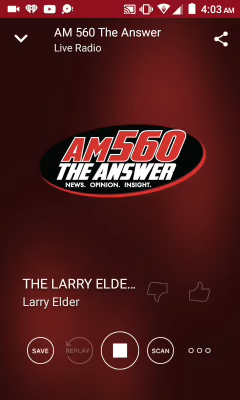 4:03 AM
AM 560 The Answer
Live Radio
AM560
THE ANSWER
NEWS. OPINION. INSIGHT.
THE LARRY ELDE...
Larry Elder
SAVE
REPLAY
SCAN